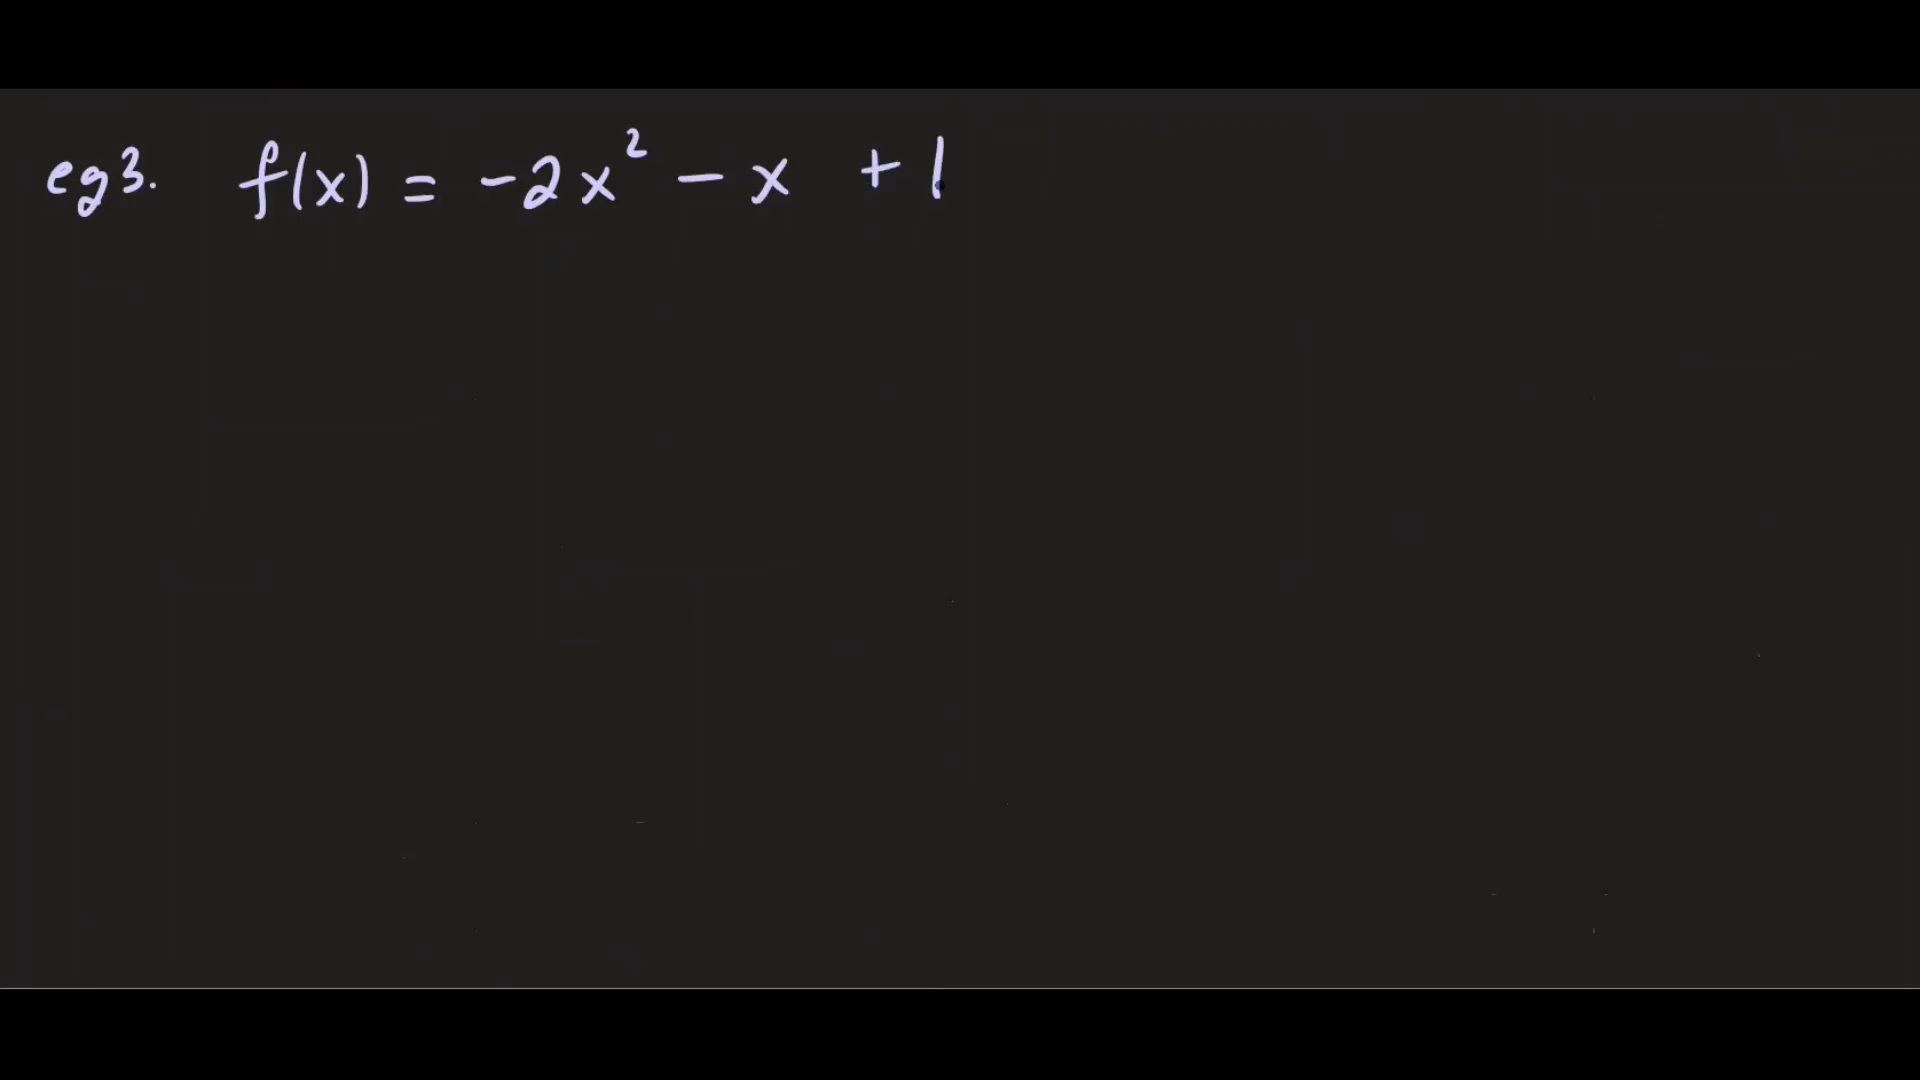 eg3. f(x) = -2x² - x + 1